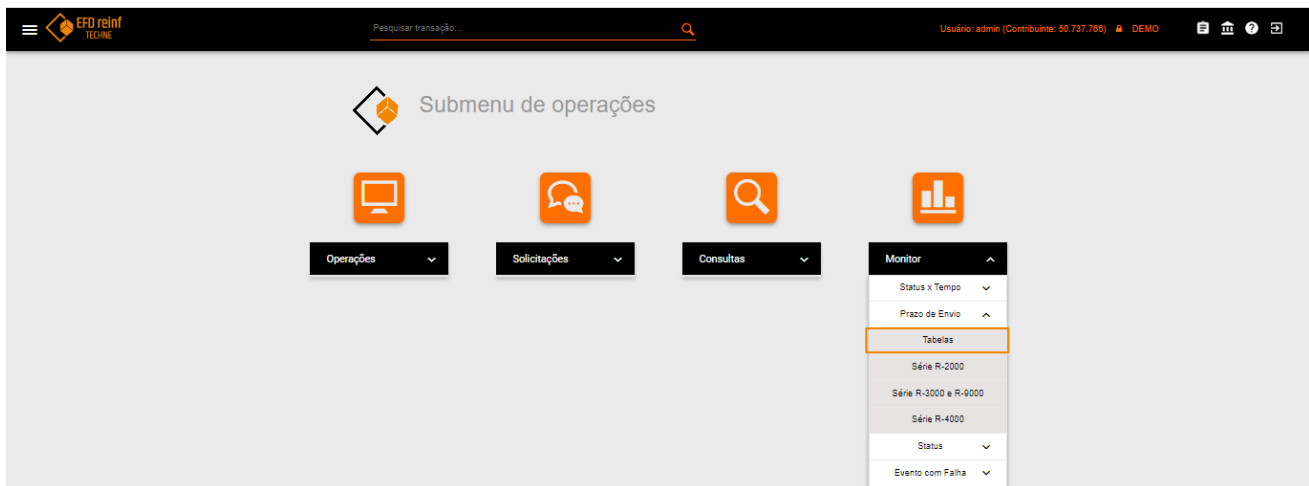 EFD reinf
TECHNE
Pesquisar transação...
Usuário: admin (Contribuinte: 50.737.766) DEMO
Submenu de operações
Operações
Solicitações
Consultas
Monitor
Status x Tempo
Prazo de Envio
Tabelas
Série R-2000
Série R-3000 e R-9000
Série R-4000
Status
Evento com Falha